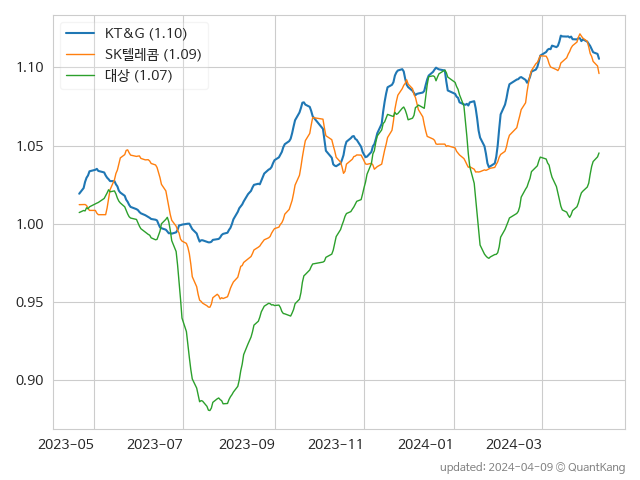 KT&G (1.10)
SK텔레콤 (1.09)
대상 (1.07)
1.10
1.05
1.00
0.95
0.90
2023-05 2023-07 2023-09 2023-11 2024-01 2024-03
updated: 2024-04-09 © QuantKang